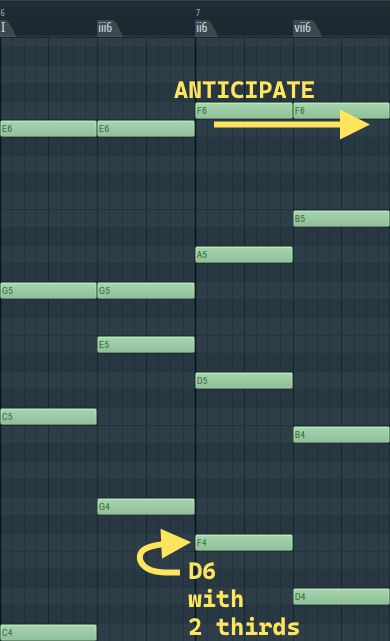 6 7
I iii6 ii6 vii6
ANTICIPATE
F6 F6
E6 E6
B5
A5
G5 G5
E5
D5
C5
B4
G4
F4
D6
with
D4
2 thirds
C4